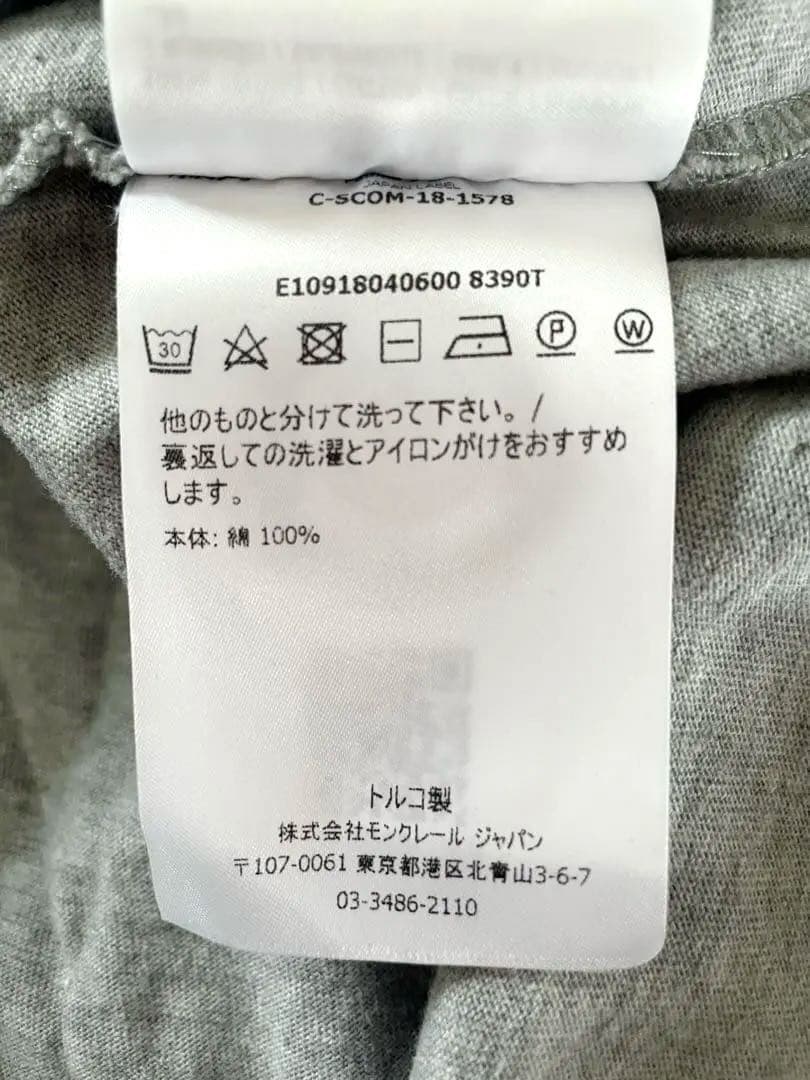 JAPAN LABEL
C-SCOM-18-1578
E10918040600 8390T
30
P
W
他のものと分けて洗って下さい。/
裏返しての洗濯とアイロンがけをおすすめ
します。
本体: 綿 100%
トルコ製
株式会社モンクレール ジャパン
〒107-0061 東京都港区北青山3-6-7
03-3486-2110